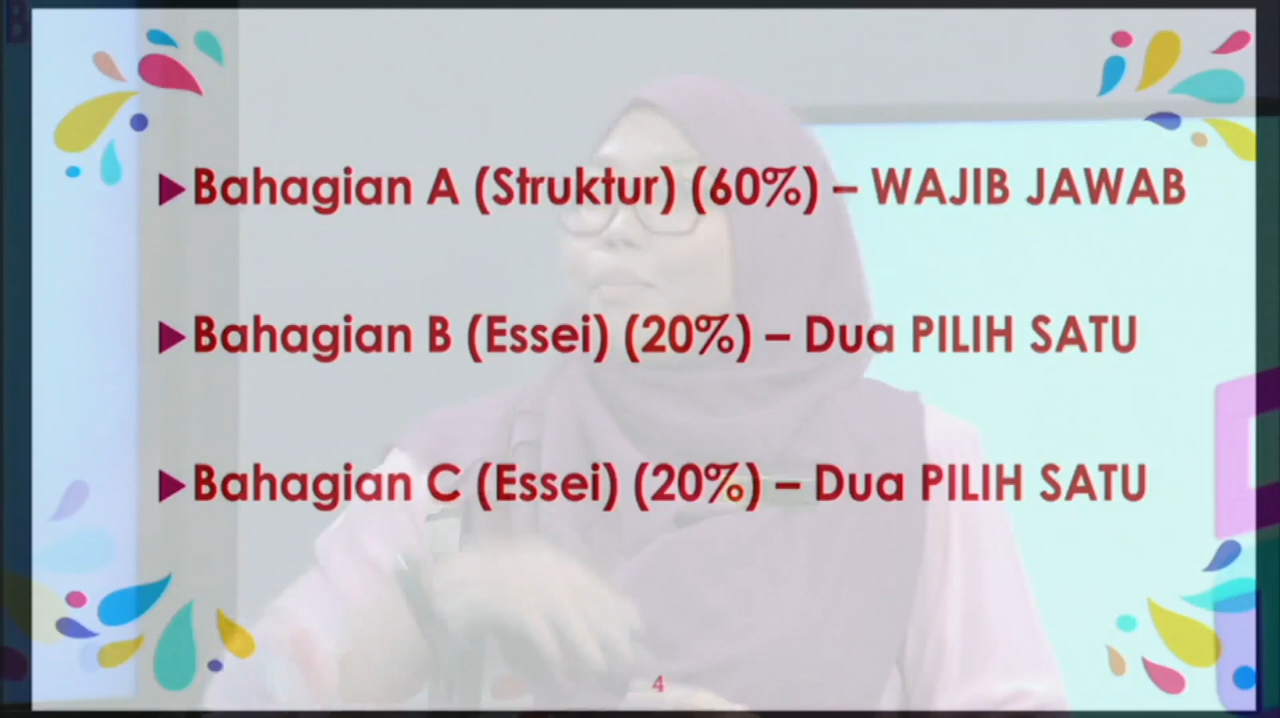 Bahagian A (Struktur) (60%) – WAJIB JAWAB
Bahagian B (Essei) (20%) – Dua PILIH SATU
Bahagian C (Essei) (20%) – Dua PILIH SATU
4